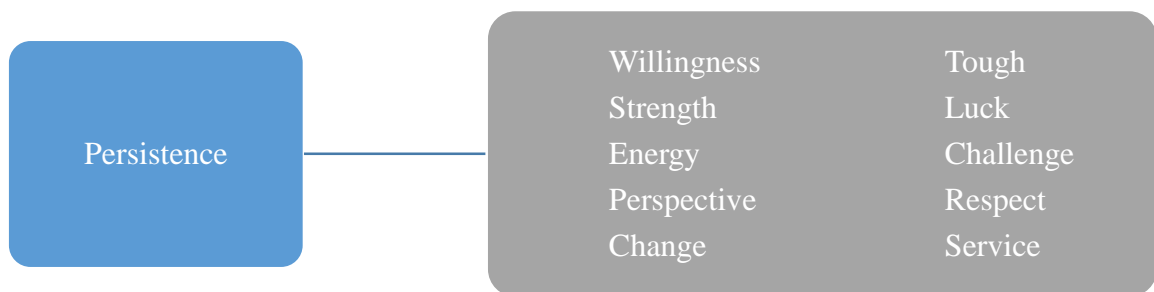 Persistence
Willingness
Strength
Energy
Perspective
Change
Tough
Luck
Challenge
Respect
Service